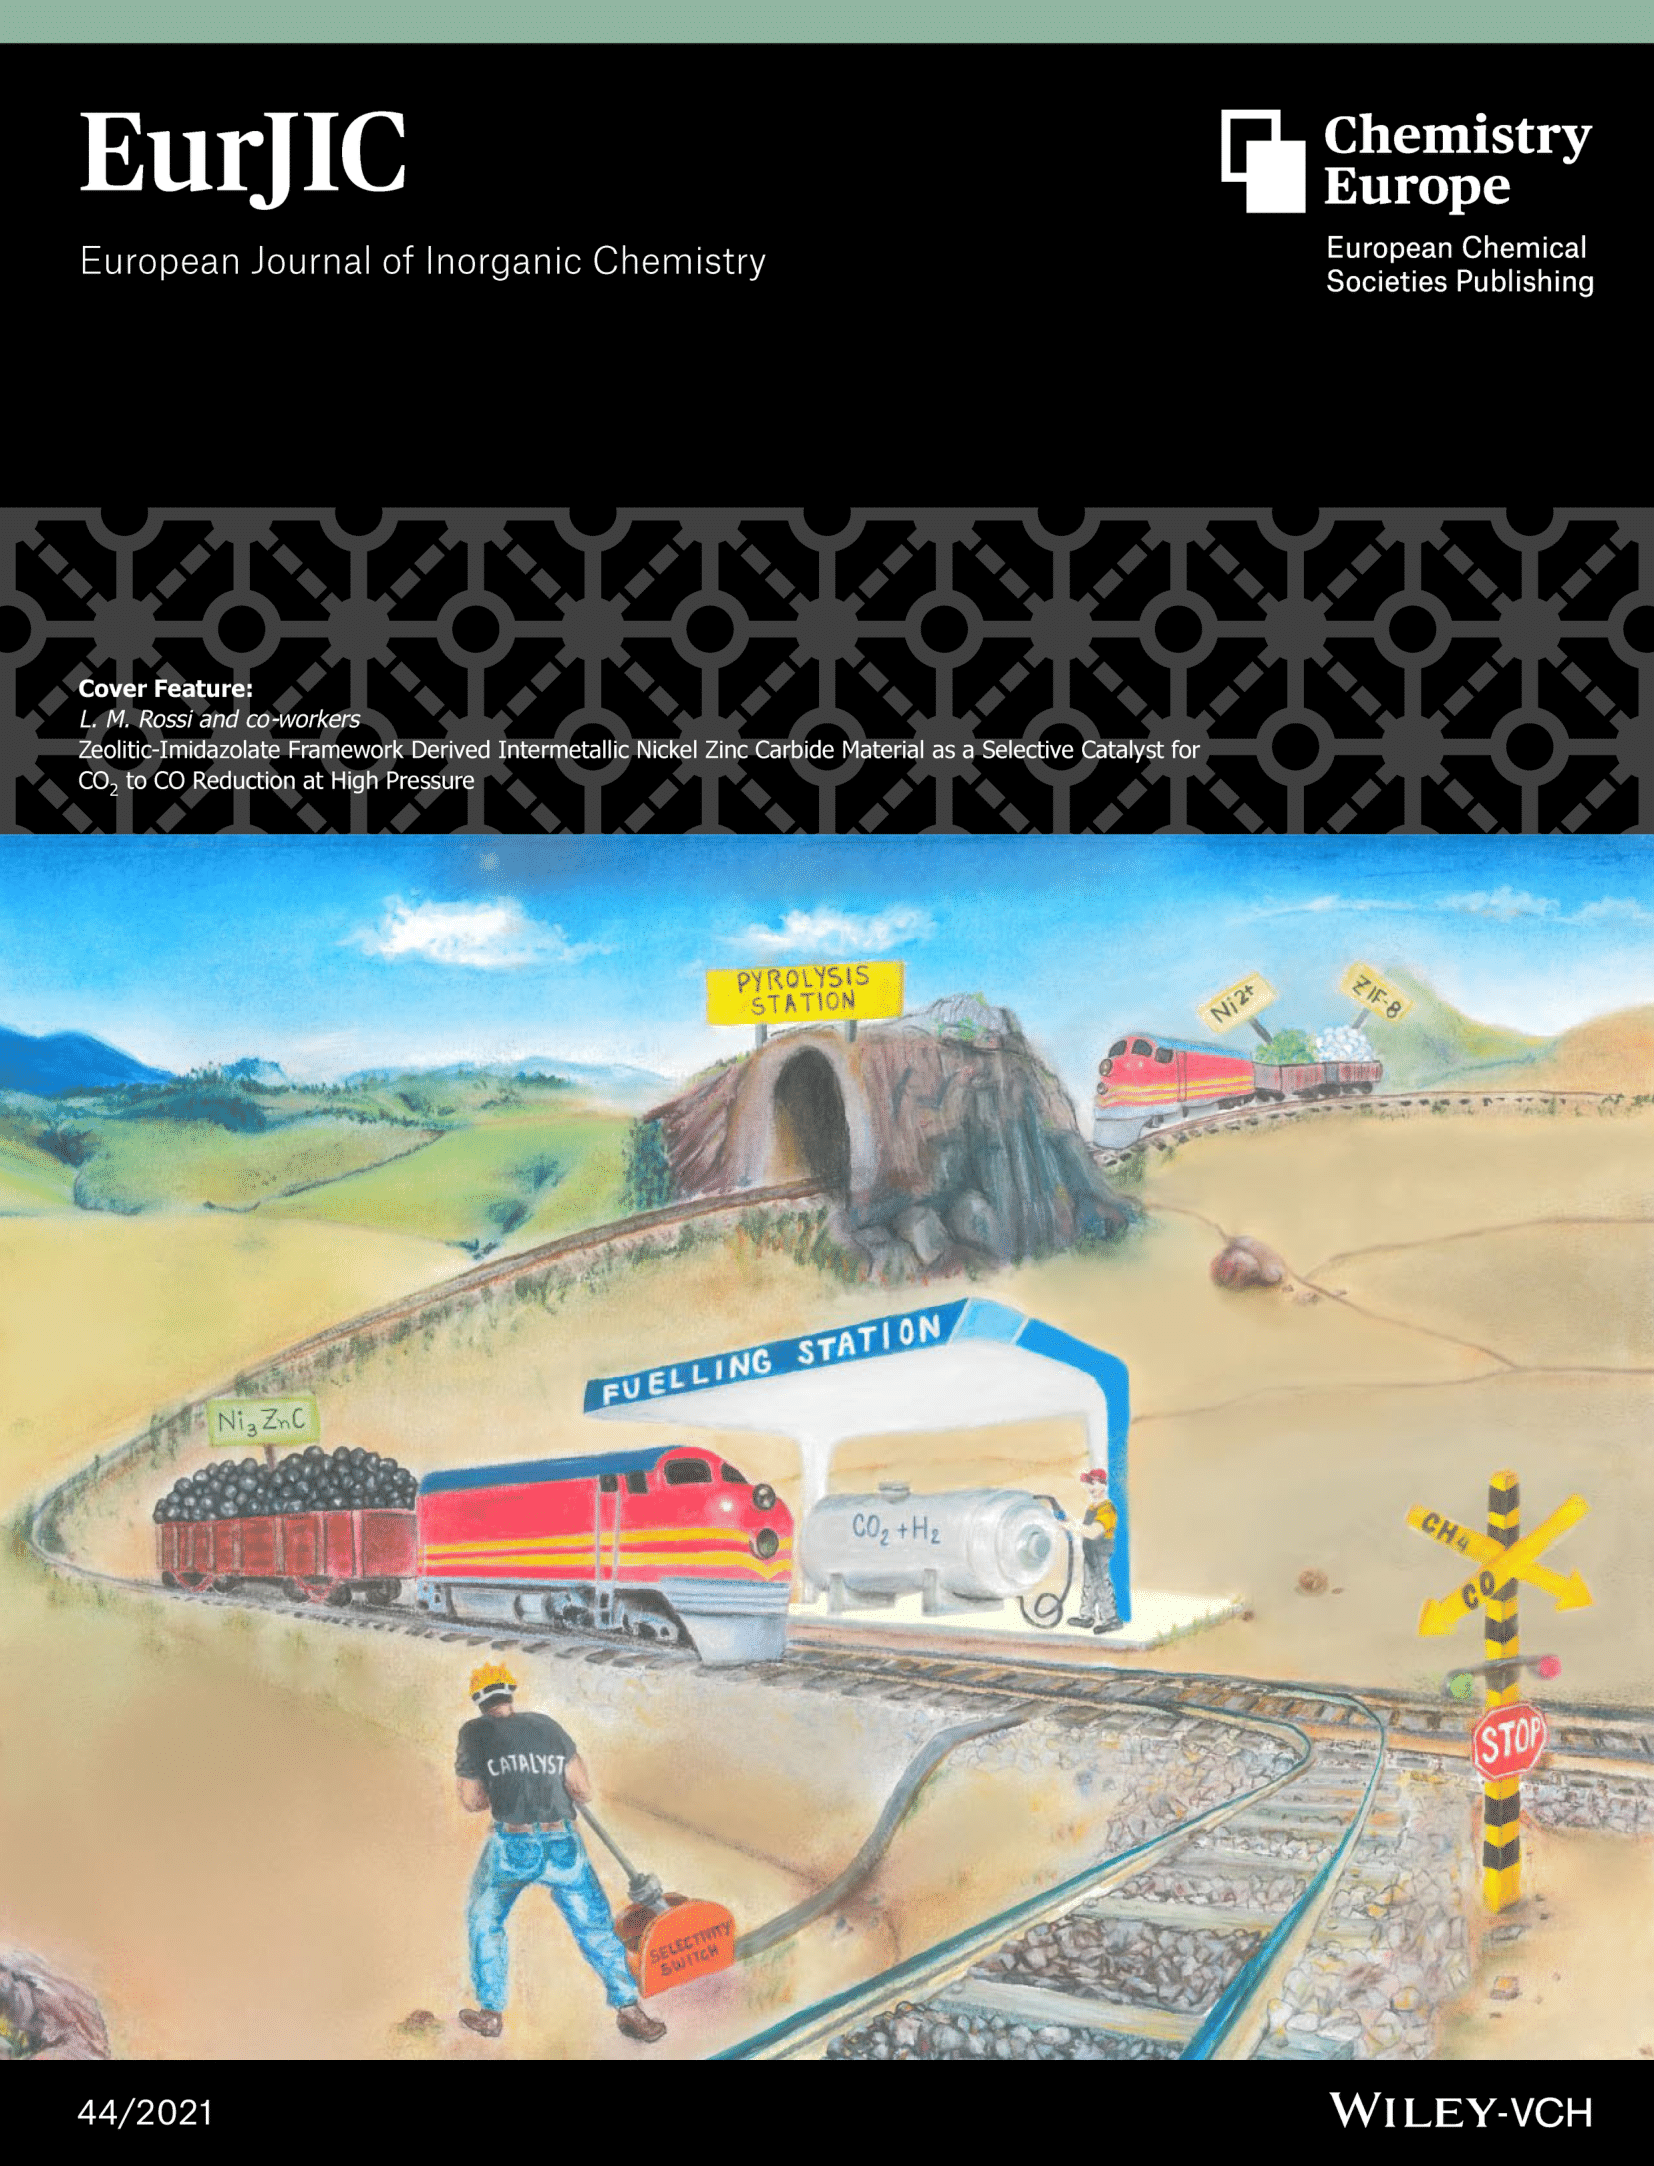 EurJIC
European Journal of Inorganic Chemistry
Chemistry
Europe
European Chemical
Societies Publishing
Cover Feature:
L. M. Rossi and co-workers
Zeolitic-Imidazolate Framework Derived Intermetallic Nickel Zinc Carbide Material as a Selective Catalyst for
CO₂ to CO Reduction at High Pressure
PYROLYSIS
STATION
Ni2+
ZIF-8
FUELLING STATION
Ni₃ZnC
CO₂+H₂
CH4
CO
STOP
CATALYST
SELECTIVITY
SWITCH
44/2021
WILEY-VCH